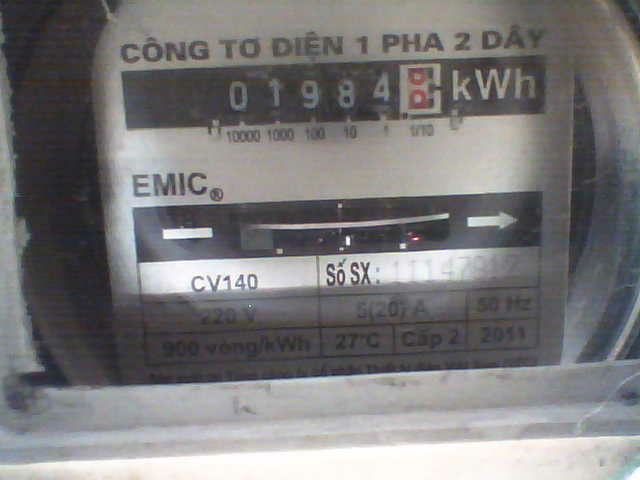 CÔNG TƠ ĐIỆN 1 PHA 2 DÂY
0 1 9 8 4 kWh
10000 1000 100 10 1 1/10
EMIC®
CV140 Số SX :
220 V 5(20) A 50 Hz
900 vòng/kWh 27°C Cấp 2 2011